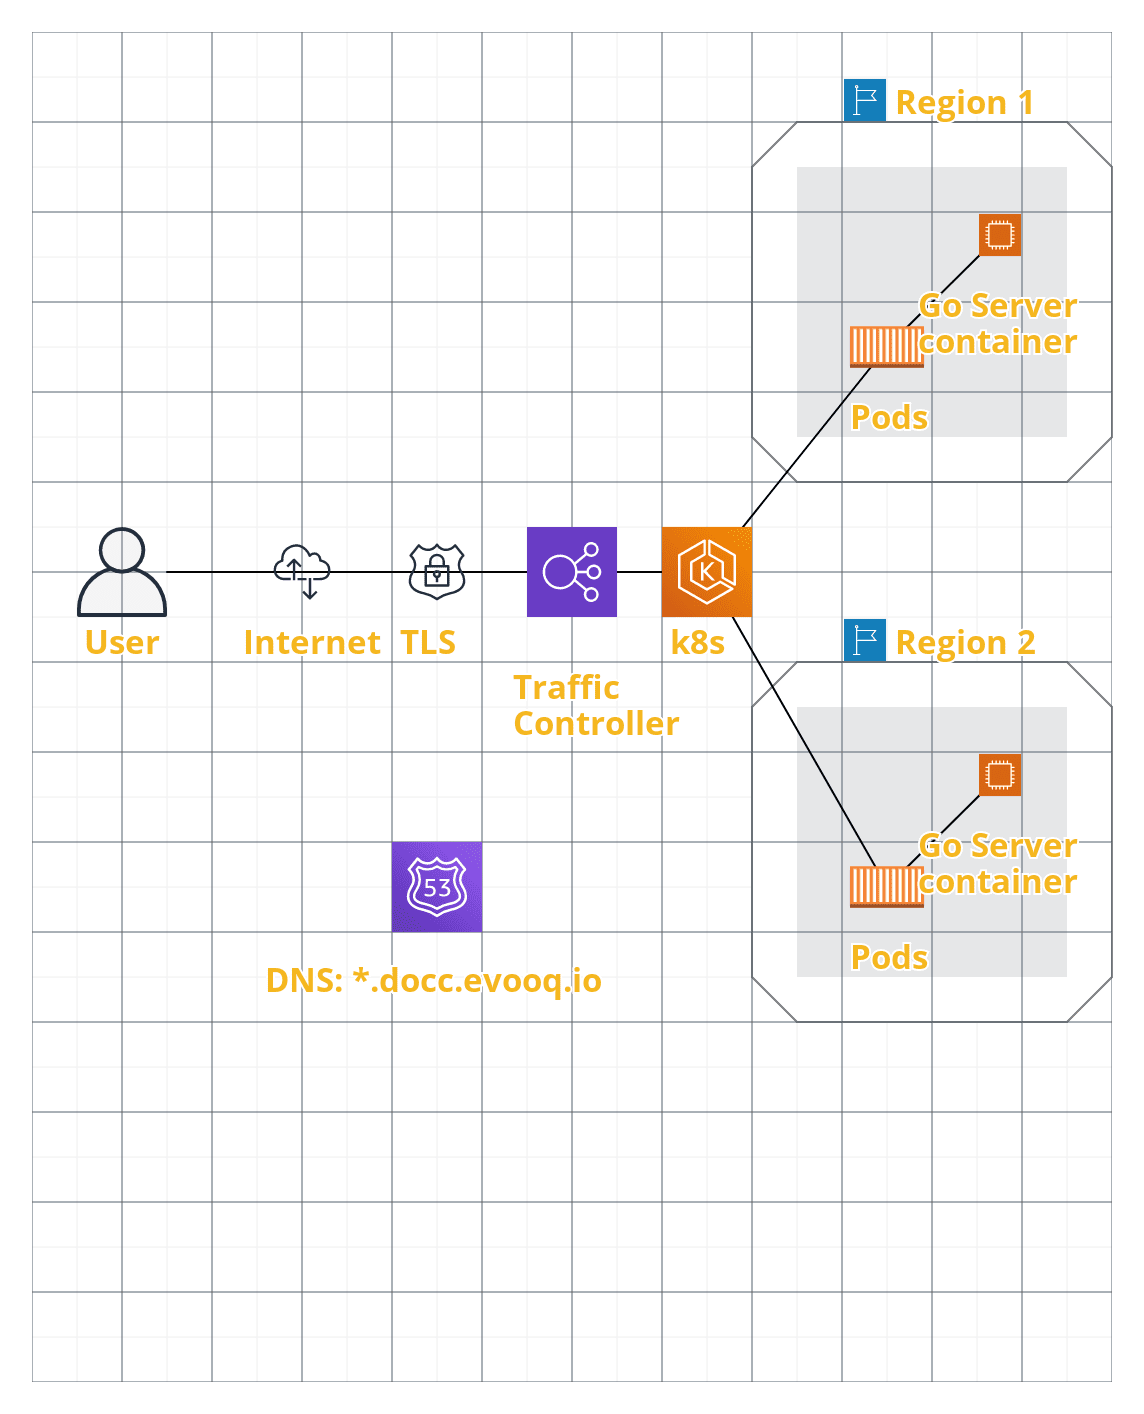 Region 1
Go Server
container
Pods
User
Internet
TLS
K
k8s
Traffic
Controller
Region 2
Go Server
container
Pods
53
DNS: *.docc.evooq.io